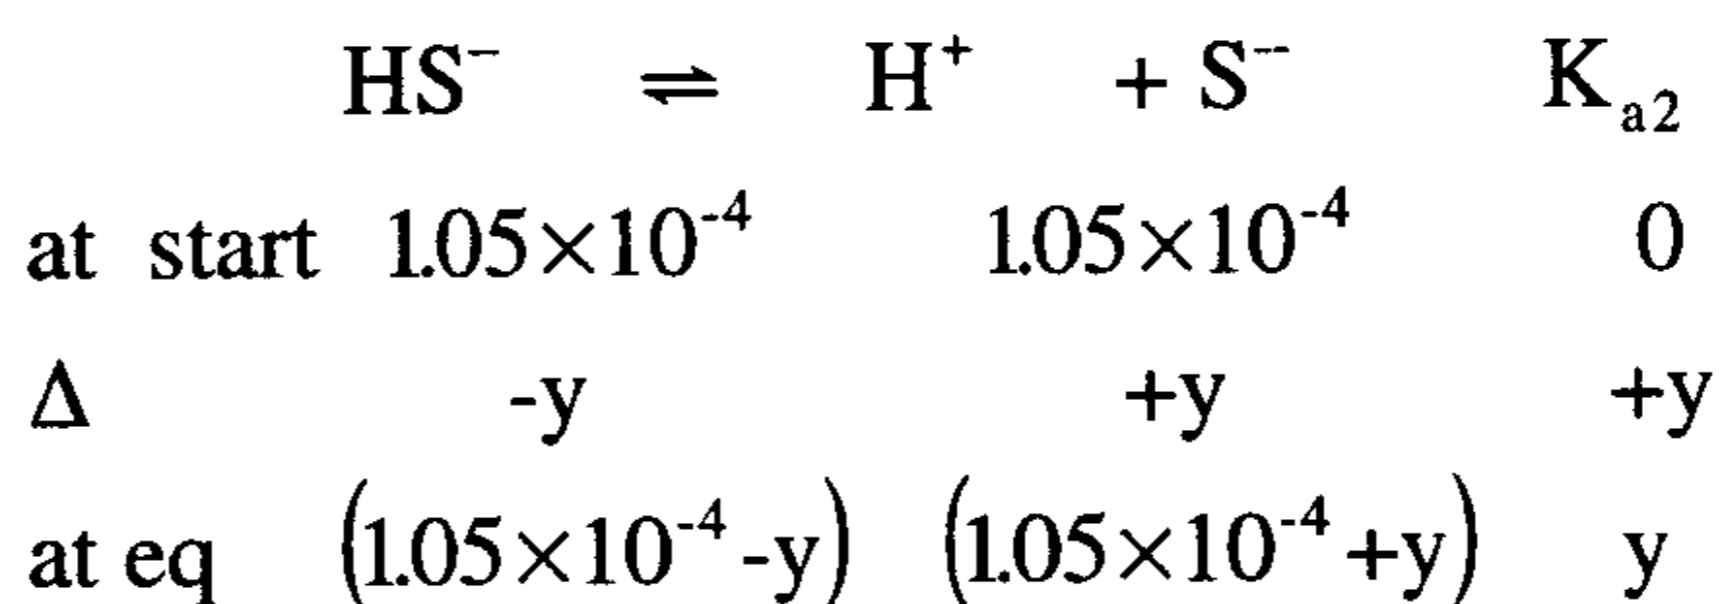 HS⁻ ⇌ H⁺ + S⁻⁻ Kₐ₂
at start 1.05×10⁻⁴ 1.05×10⁻⁴ 0
Δ -y +y +y
at eq (1.05×10⁻⁴-y) (1.05×10⁻⁴+y) y